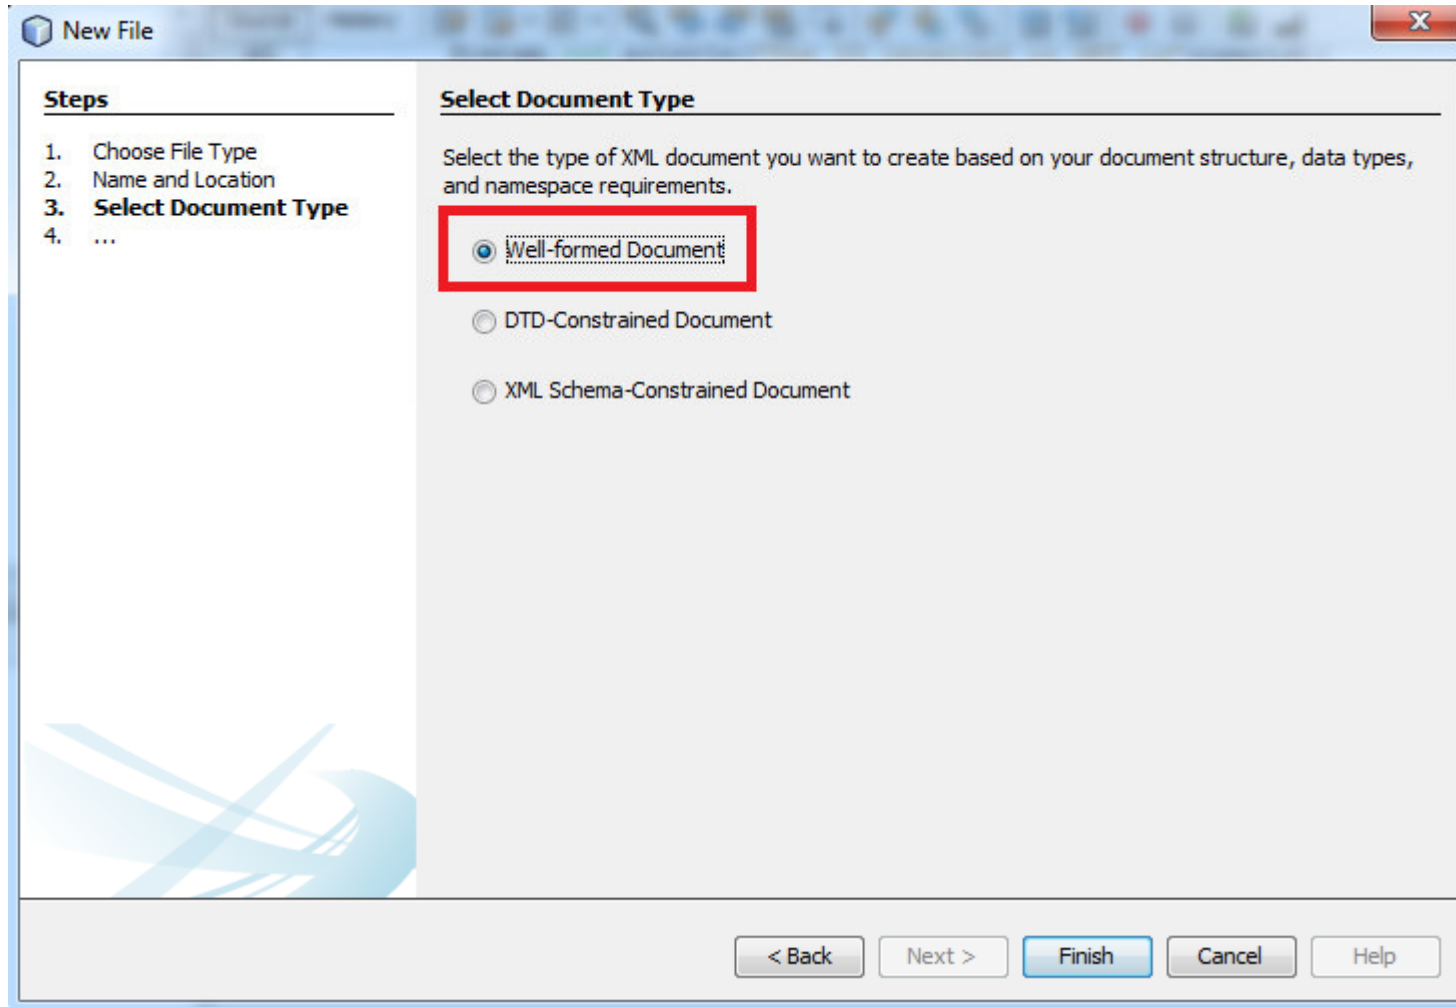 New File
Steps
1. Choose File Type
2. Name and Location
3. Select Document Type
4. ...
Select Document Type
Select the type of XML document you want to create based on your document structure, data types,
and namespace requirements.
Well-formed Document
DTD-Constrained Document
XML Schema-Constrained Document
< Back
Next >
Finish
Cancel
Help